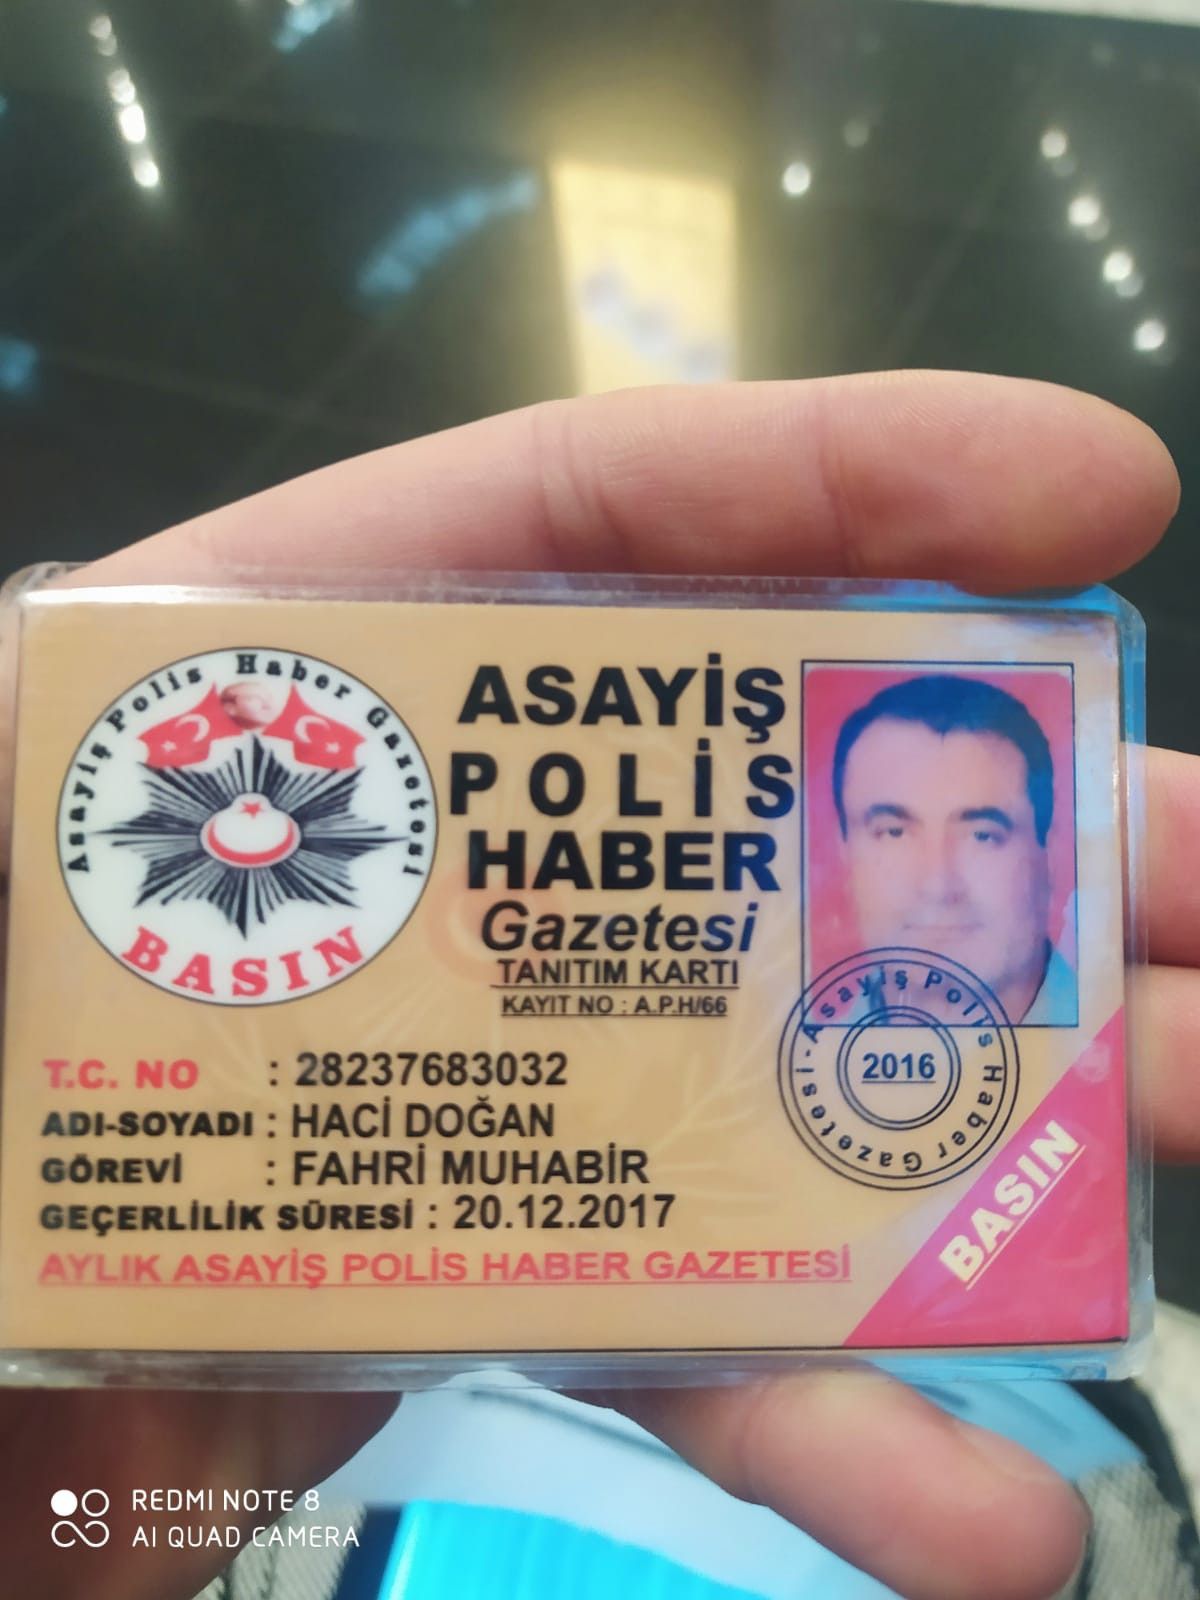 Asayiş Polis Haber Gazetesi
BASIN
ASAYİŞ
POLİS
HABER
Gazetesi
TANITIM KARTI
KAYIT NO : A.P.H/66
T.C. NO : 28237683032
ADI-SOYADI : HACİ DOĞAN
GÖREVİ : FAHRİ MUHABİR
GEÇERLİLİK SÜRESİ : 20.12.2017
AYLIK ASAYİŞ POLİS HABER GAZETESİ
Asayiş Polis Haber Gazetesi-
2016
BASIN
REDMI NOTE 8
AI QUAD CAMERA